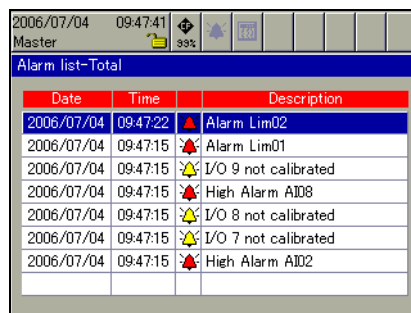 2006/07/04 09:47:41
Master 99%
Alarm list-Total
Date Time Description
2006/07/04 09:47:22 Alarm Lim02
2006/07/04 09:47:15 Alarm Lim01
2006/07/04 09:47:15 I/O 9 not calibrated
2006/07/04 09:47:15 High Alarm AI08
2006/07/04 09:47:15 I/O 8 not calibrated
2006/07/04 09:47:15 I/O 7 not calibrated
2006/07/04 09:47:15 High Alarm AI02